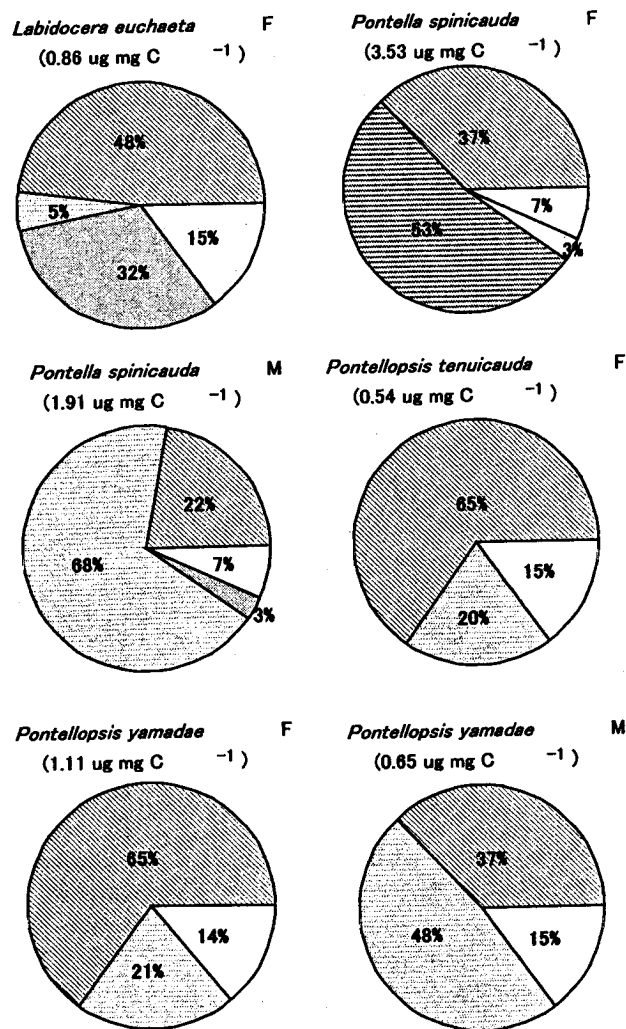 Labidocera euchaeta F
(0.86 ug mg C ⁻¹ )
48%
5%
15%
32%
Pontella spinicauda F
(3.53 ug mg C ⁻¹ )
37%
7%
53%
3%
Pontella spinicauda M
(1.91 ug mg C ⁻¹ )
22%
68%
7%
3%
Pontellopsis tenuicauda F
(0.54 ug mg C ⁻¹ )
65%
15%
20%
Pontellopsis yamadae F
(1.11 ug mg C ⁻¹ )
65%
14%
21%
Pontellopsis yamadae M
(0.65 ug mg C ⁻¹ )
37%
48%
15%